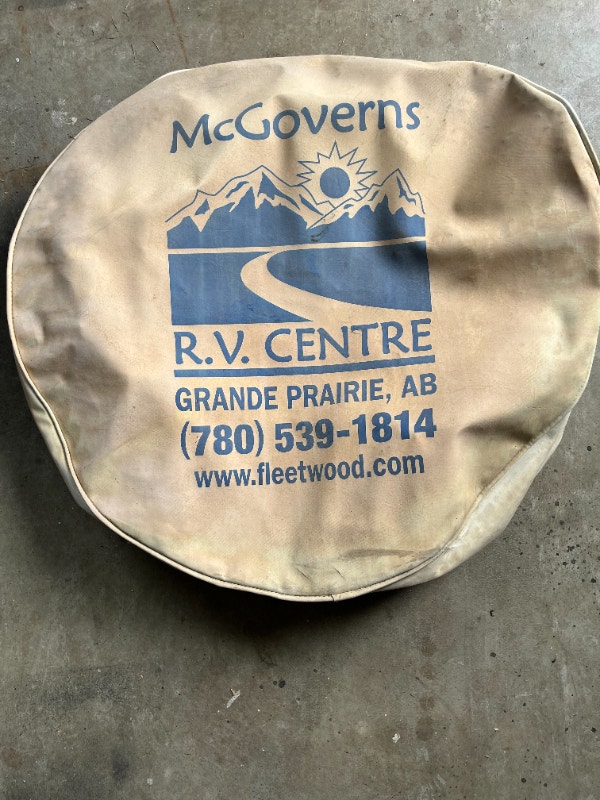 McGoverns
R.V. CENTRE
GRANDE PRAIRIE, AB
(780) 539-1814
www.fleetwood.com